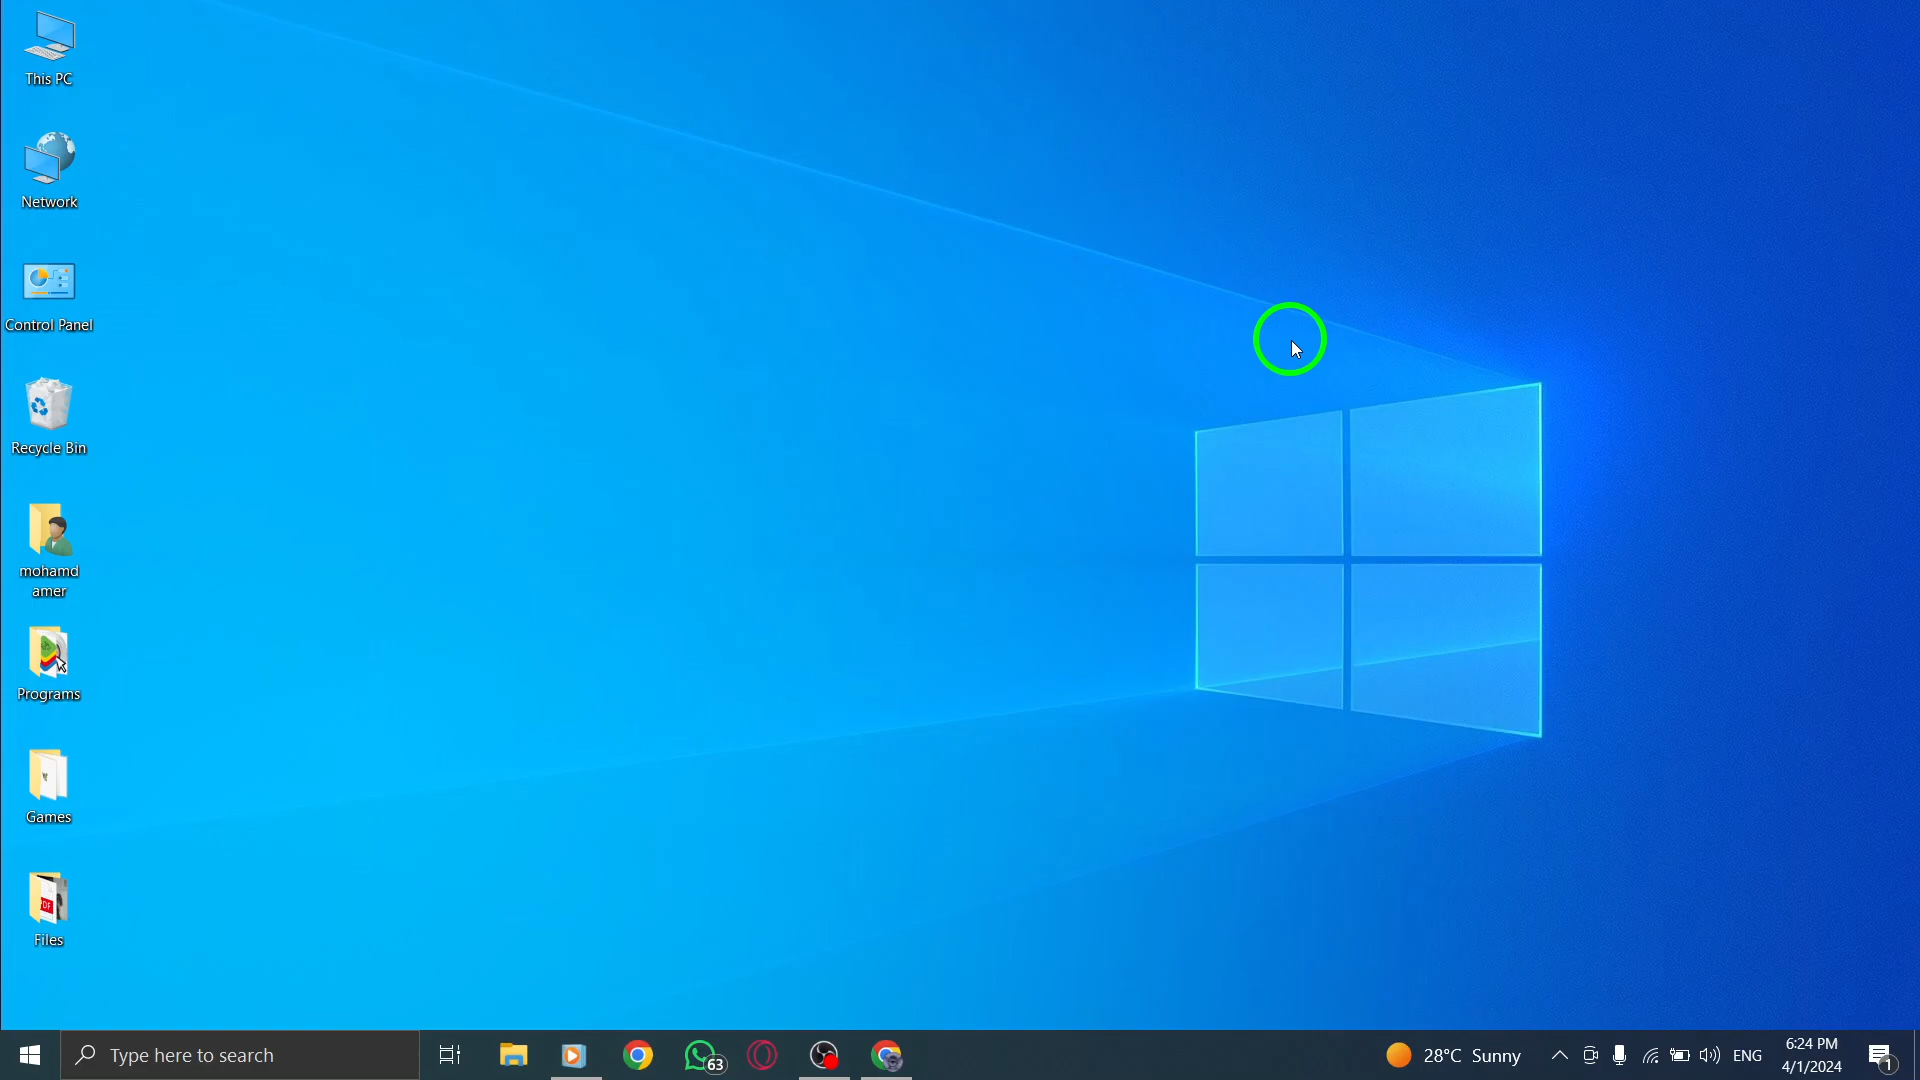 This PC
Network
Control Panel
Recycle Bin
mohamd
amer
Programs
Games
PDF
Files
Type here to search
63
28°C Sunny
ENG
6:24 PM
4/1/2024
1